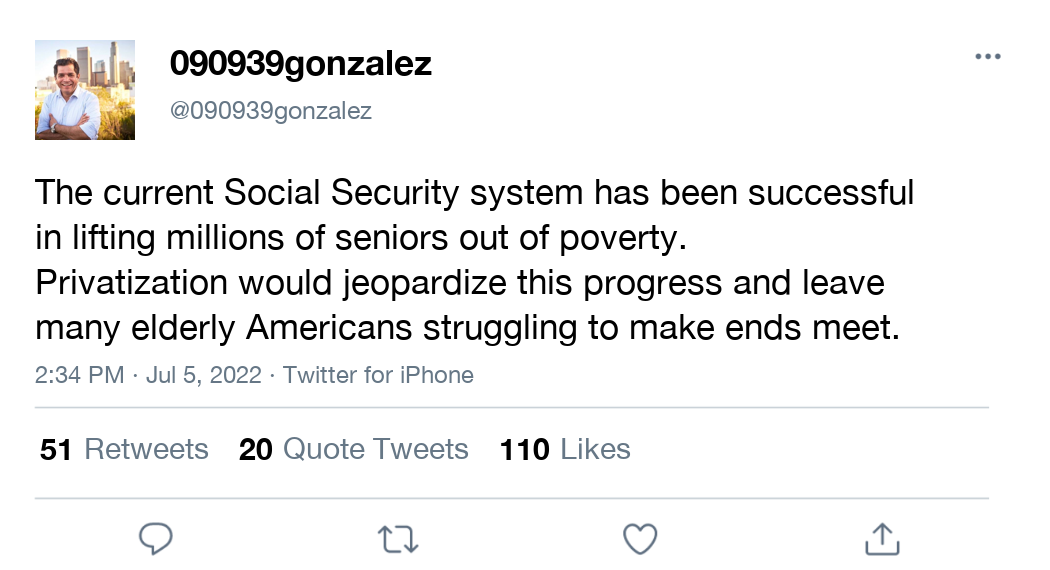 090939gonzalez
@090939gonzalez
The current Social Security system has been successful
in lifting millions of seniors out of poverty.
Privatization would jeopardize this progress and leave
many elderly Americans struggling to make ends meet.
2:34 PM · Jul 5, 2022 · Twitter for iPhone
51 Retweets 20 Quote Tweets 110 Likes